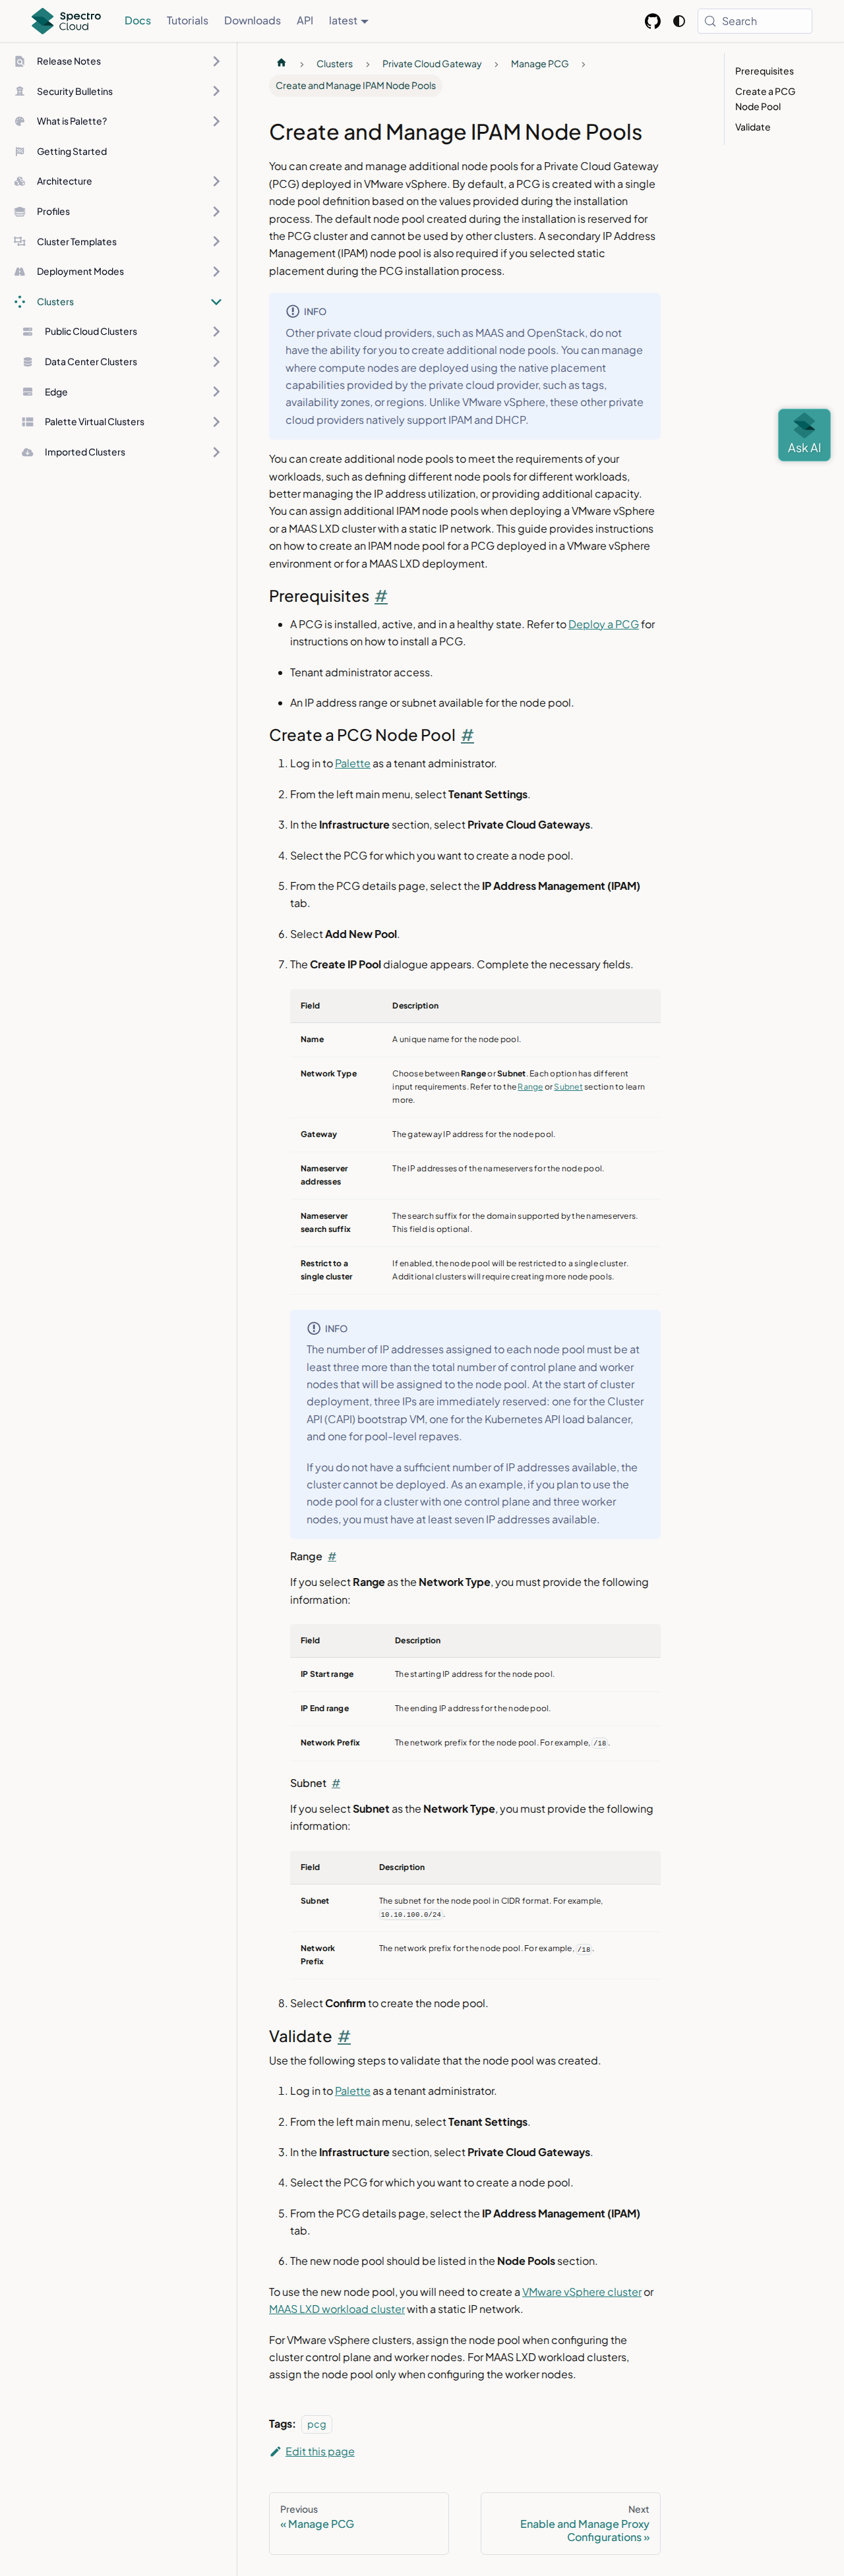 Spectro Cloud
Docs
Tutorials
Downloads
API
latest
Search
Release Notes
Security Bulletins
What is Palette?
Getting Started
Architecture
Profiles
Cluster Templates
Deployment Modes
Clusters
Public Cloud Clusters
Data Center Clusters
Edge
Palette Virtual Clusters
Imported Clusters
Clusters
Private Cloud Gateway
Manage PCG
Create and Manage IPAM Node Pools
Create and Manage IPAM Node Pools
You can create and manage additional node pools for a Private Cloud Gateway
(PCG) deployed in VMware vSphere. By default, a PCG is created with a single
node pool definition based on the values provided during the installation
process. The default node pool created during the installation is reserved for
the PCG cluster and cannot be used by other clusters. A secondary IP Address
Management (IPAM) node pool is also required if you selected static
placement during the PCG installation process.
INFO
Other private cloud providers, such as MAAS and OpenStack, do not
have the ability for you to create additional node pools. You can manage
where compute nodes are deployed using the native placement
capabilities provided by the private cloud provider, such as tags,
availability zones, or regions. Unlike VMware vSphere, these other private
cloud providers natively support IPAM and DHCP.
You can create additional node pools to meet the requirements of your
workloads, such as defining different node pools for different workloads,
better managing the IP address utilization, or providing additional capacity.
You can assign additional IPAM node pools when deploying a VMware vSphere
or a MAAS LXD cluster with a static IP network. This guide provides instructions
on how to create an IPAM node pool for a PCG deployed in a VMware vSphere
environment or for a MAAS LXD deployment.
Prerequisites #
• A PCG is installed, active, and in a healthy state. Refer to Deploy a PCG for
instructions on how to install a PCG.
• Tenant administrator access.
• An IP address range or subnet available for the node pool.
Create a PCG Node Pool #
1. Log in to Palette as a tenant administrator.
2. From the left main menu, select Tenant Settings.
3. In the Infrastructure section, select Private Cloud Gateways.
4. Select the PCG for which you want to create a node pool.
5. From the PCG details page, select the IP Address Management (IPAM)
tab.
6. Select Add New Pool.
7. The Create IP Pool dialogue appears. Complete the necessary fields.
Field Description
Name A unique name for the node pool.
Network Type Choose between Range or Subnet. Each option has different
input requirements. Refer to the Range or Subnet section to learn
more.
Gateway The gateway IP address for the node pool.
Nameserver The IP addresses of the nameservers for the node pool.
addresses
Nameserver The search suffix for the domain supported by the nameservers.
search suffix This field is optional.
Restrict to a If enabled, the node pool will be restricted to a single cluster.
single cluster Additional clusters will require creating more node pools.
INFO
The number of IP addresses assigned to each node pool must be at
least three more than the total number of control plane and worker
nodes that will be assigned to the node pool. At the start of cluster
deployment, three IPs are immediately reserved: one for the Cluster
API (CAPI) bootstrap VM, one for the Kubernetes API load balancer,
and one for pool-level repaves.
If you do not have a sufficient number of IP addresses available, the
cluster cannot be deployed. As an example, if you plan to use the
node pool for a cluster with one control plane and three worker
nodes, you must have at least seven IP addresses available.
Range #
If you select Range as the Network Type, you must provide the following
information:
Field Description
IP Start range The starting IP address for the node pool.
IP End range The ending IP address for the node pool.
Network Prefix The network prefix for the node pool. For example, /18.
Subnet #
If you select Subnet as the Network Type, you must provide the following
information:
Field Description
Subnet The subnet for the node pool in CIDR format. For example,
10.10.100.0/24.
Network The network prefix for the node pool. For example, /18.
Prefix
8. Select Confirm to create the node pool.
Validate #
Use the following steps to validate that the node pool was created.
1. Log in to Palette as a tenant administrator.
2. From the left main menu, select Tenant Settings.
3. In the Infrastructure section, select Private Cloud Gateways.
4. Select the PCG for which you want to create a node pool.
5. From the PCG details page, select the IP Address Management (IPAM)
tab.
6. The new node pool should be listed in the Node Pools section.
To use the new node pool, you will need to create a VMware vSphere cluster or
MAAS LXD workload cluster with a static IP network.
For VMware vSphere clusters, assign the node pool when configuring the
cluster control plane and worker nodes. For MAAS LXD workload clusters,
assign the node pool only when configuring the worker nodes.
Tags: pcg
Edit this page
Previous
« Manage PCG
Next
Enable and Manage Proxy
Configurations »
Prerequisites
Create a PCG
Node Pool
Validate
Ask AI